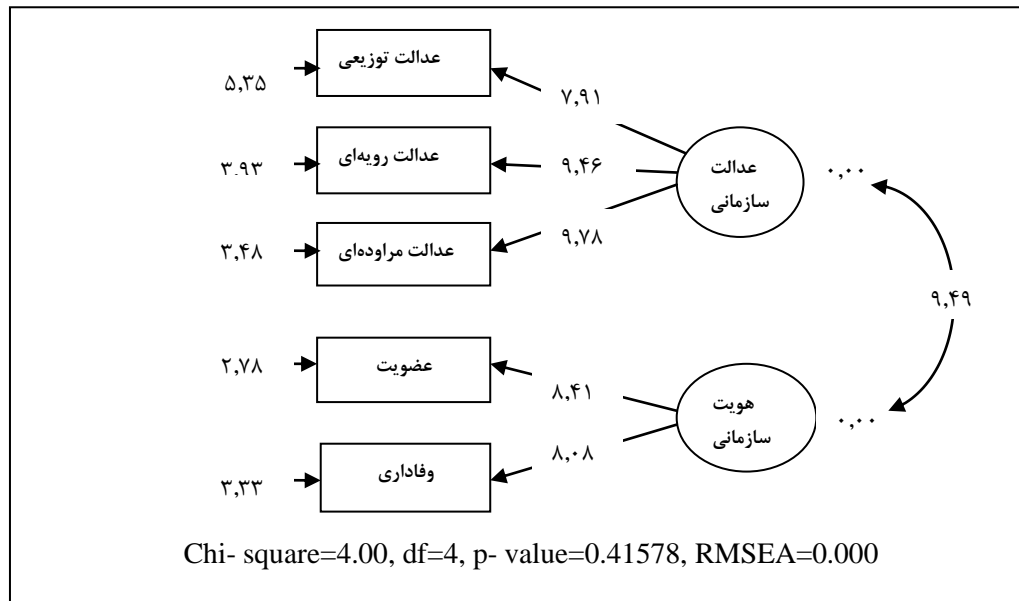 عدالت توزیعی
۵,۳۵
۷,۹۱
عدالت رویه‌ای
۳.۹۳
۹,۴۶
عدالت
سازمانی
۰,۰۰
عدالت مراوده‌ای
۳,۴۸
۹,۷۸
۹,۴۹
عضویت
۲,۷۸
۸,۴۱
هویت
سازمانی
۰,۰۰
وفاداری
۳,۳۳
۸,۰۸
Chi- square=4.00, df=4, p- value=0.41578, RMSEA=0.000